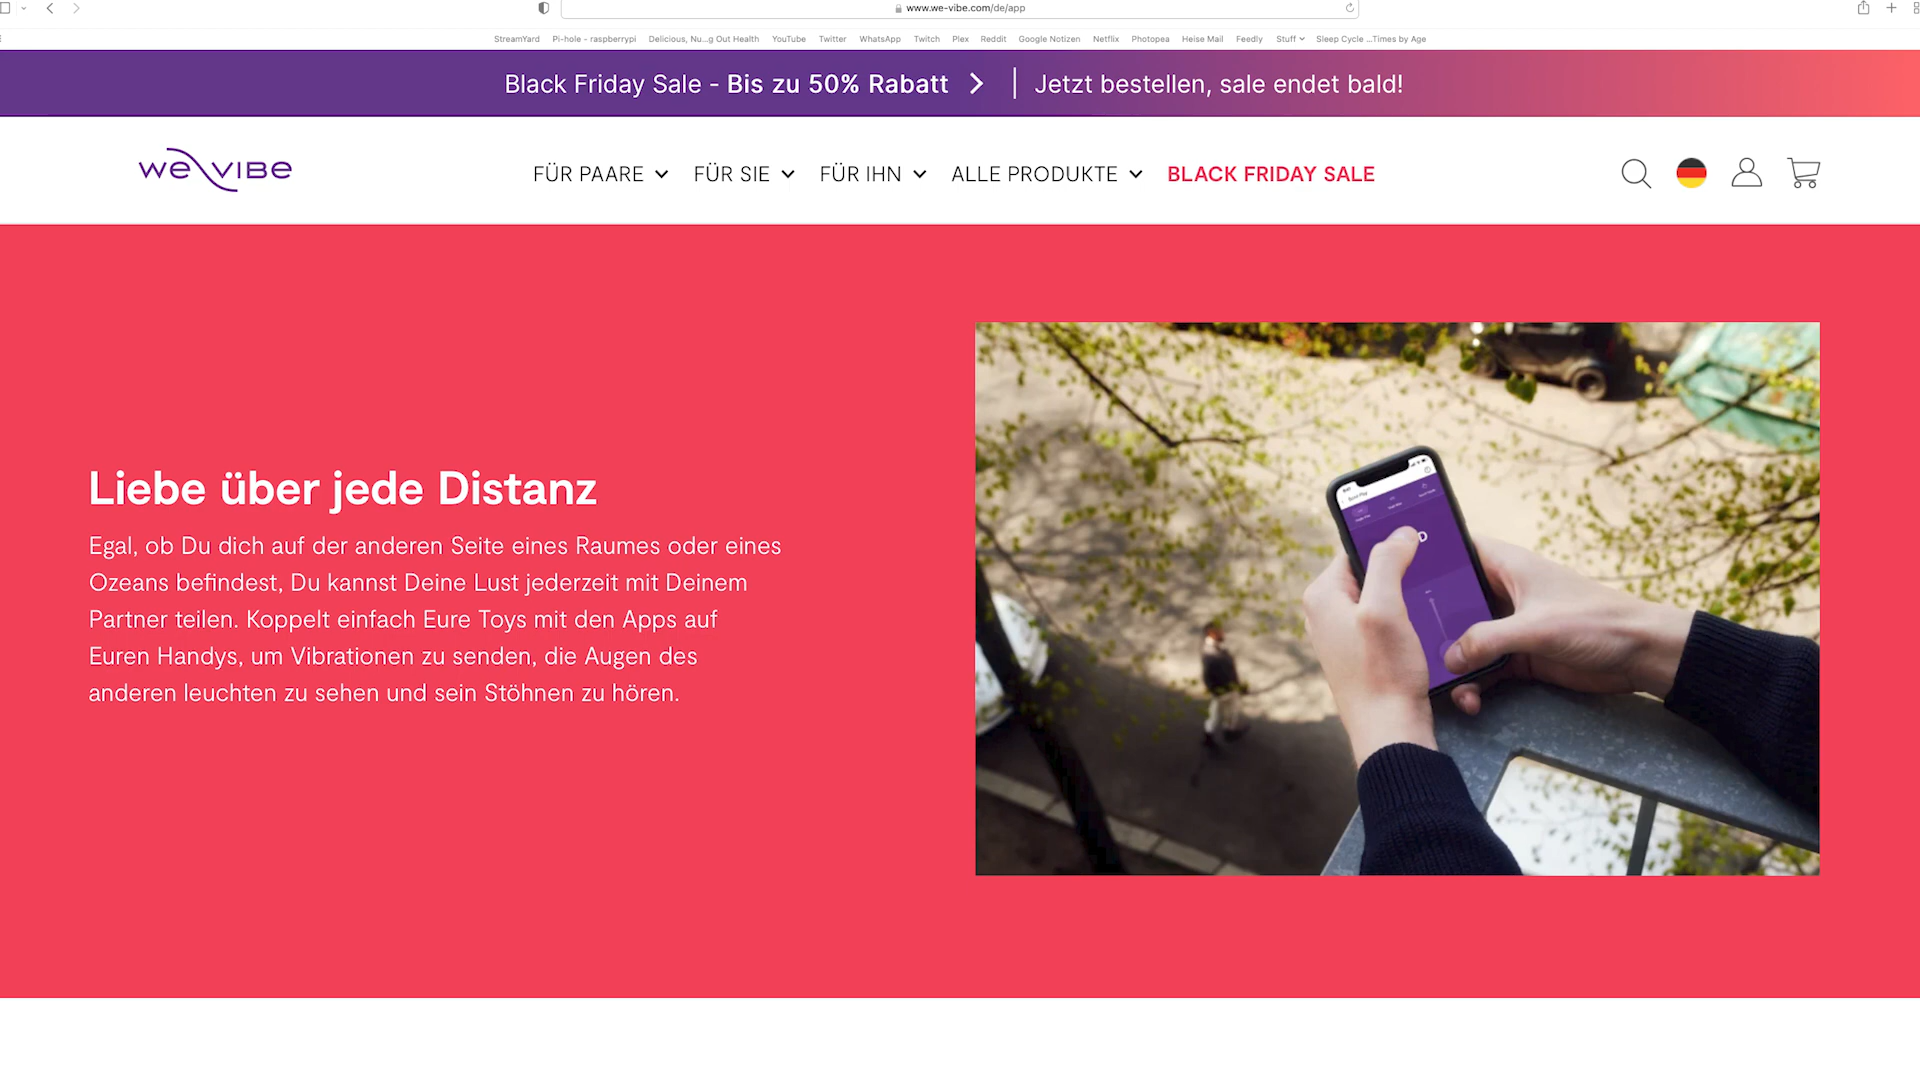 www.we-vibe.com/de/app
StreamYard Pi-hole - raspberrypi Delicious, Nu...g Out Health YouTube Twitter WhatsApp Twitch Plex Reddit Google Notizen Netflix Photopea Heise Mail Feedly Stuff Sleep Cycle ...Times by Age
Black Friday Sale - Bis zu 50% Rabatt Jetzt bestellen, sale endet bald!
we VIBE FÜR PAARE FÜR SIE FÜR IHN ALLE PRODUKTE BLACK FRIDAY SALE
Liebe über jede Distanz
Egal, ob Du dich auf der anderen Seite eines Raumes oder eines
Ozeans befindest, Du kannst Deine Lust jederzeit mit Deinem
Partner teilen. Koppelt einfach Eure Toys mit den Apps auf
Euren Handys, um Vibrationen zu senden, die Augen des
anderen leuchten zu sehen und sein Stöhnen zu hören.